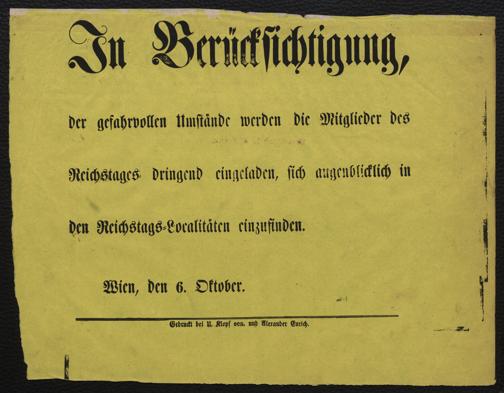 In Berücksichtigung,
der gefahrvollen Umstände werden die Mitglieder des
Reichstages dringend eingeladen, sich augenblicklich in
den Reichstags-Localitäten einzufinden.
Wien, den 6. Oktober.
Gedruckt bei U. Klopf sen. und Alexander Eurich.